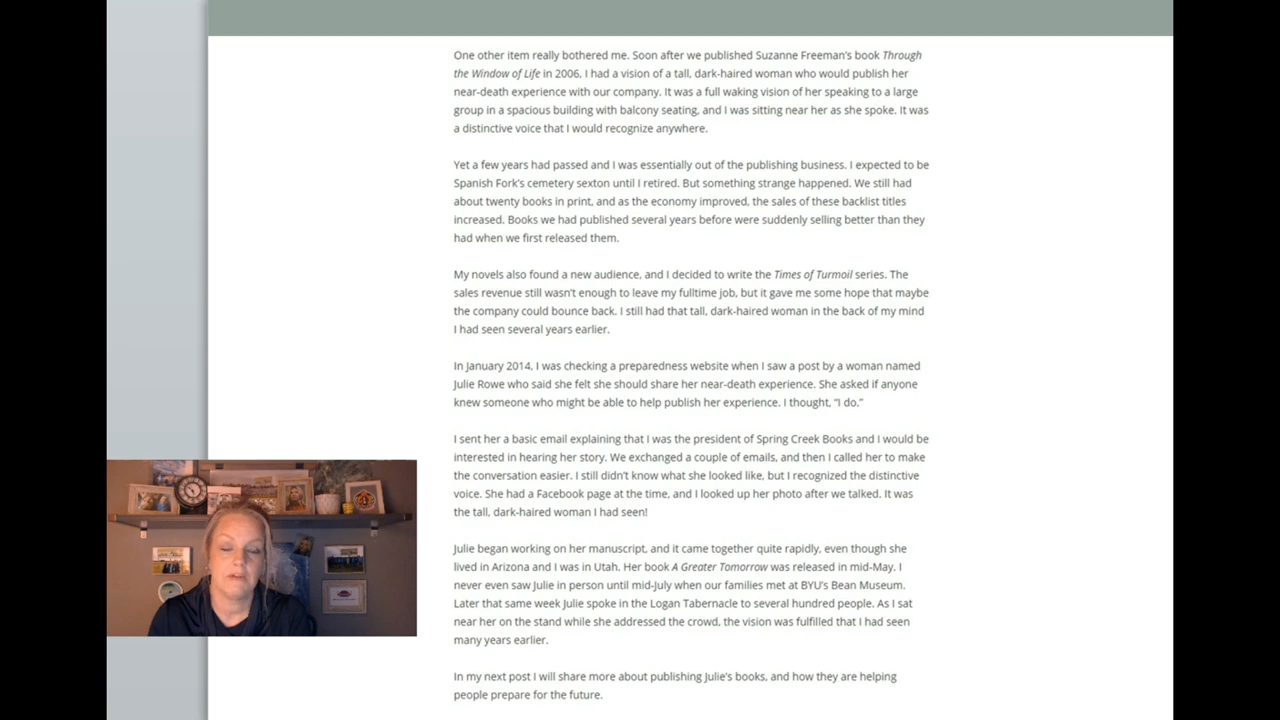 One other item really bothered me. Soon after we published Suzanne Freeman's book Through
the Window of Life in 2006, I had a vision of a tall, dark-haired woman who would publish her
near-death experience with our company. It was a full waking vision of her speaking to a large
group in a spacious building with balcony seating, and I was sitting near her as she spoke. It was
a distinctive voice that I would recognize anywhere.
Yet a few years had passed and I was essentially out of the publishing business. I expected to be
Spanish Fork's cemetery sexton until I retired. But something strange happened. We still had
about twenty books in print, and as the economy improved, the sales of these backlist titles
increased. Books we had published several years before were suddenly selling better than they
had when we first released them.
My novels also found a new audience, and I decided to write the Times of Turmoil series. The
sales revenue still wasn't enough to leave my fulltime job, but it gave me some hope that maybe
the company could bounce back. I still had that tall, dark-haired woman in the back of my mind
I had seen several years earlier.
In January 2014, I was checking a preparedness website when I saw a post by a woman named
Julie Rowe who said she felt she should share her near-death experience. She asked if anyone
knew someone who might be able to help publish her experience. I thought, “I do.”
I sent her a basic email explaining that I was the president of Spring Creek Books and I would be
interested in hearing her story. We exchanged a couple of emails, and then I called her to make
the conversation easier. I still didn't know what she looked like, but I recognized the distinctive
voice. She had a Facebook page at the time, and I looked up her photo after we talked. It was
the tall, dark-haired woman I had seen!
Julie began working on her manuscript, and it came together quite rapidly, even though she
lived in Arizona and I was in Utah. Her book A Greater Tomorrow was released in mid-May. I
never even saw Julie in person until mid-July when our families met at BYU's Bean Museum.
Later that same week Julie spoke in the Logan Tabernacle to several hundred people. As I sat
near her on the stand while she addressed the crowd, the vision was fulfilled that I had seen
many years earlier.
In my next post I will share more about publishing Julie's books, and how they are helping
people prepare for the future.